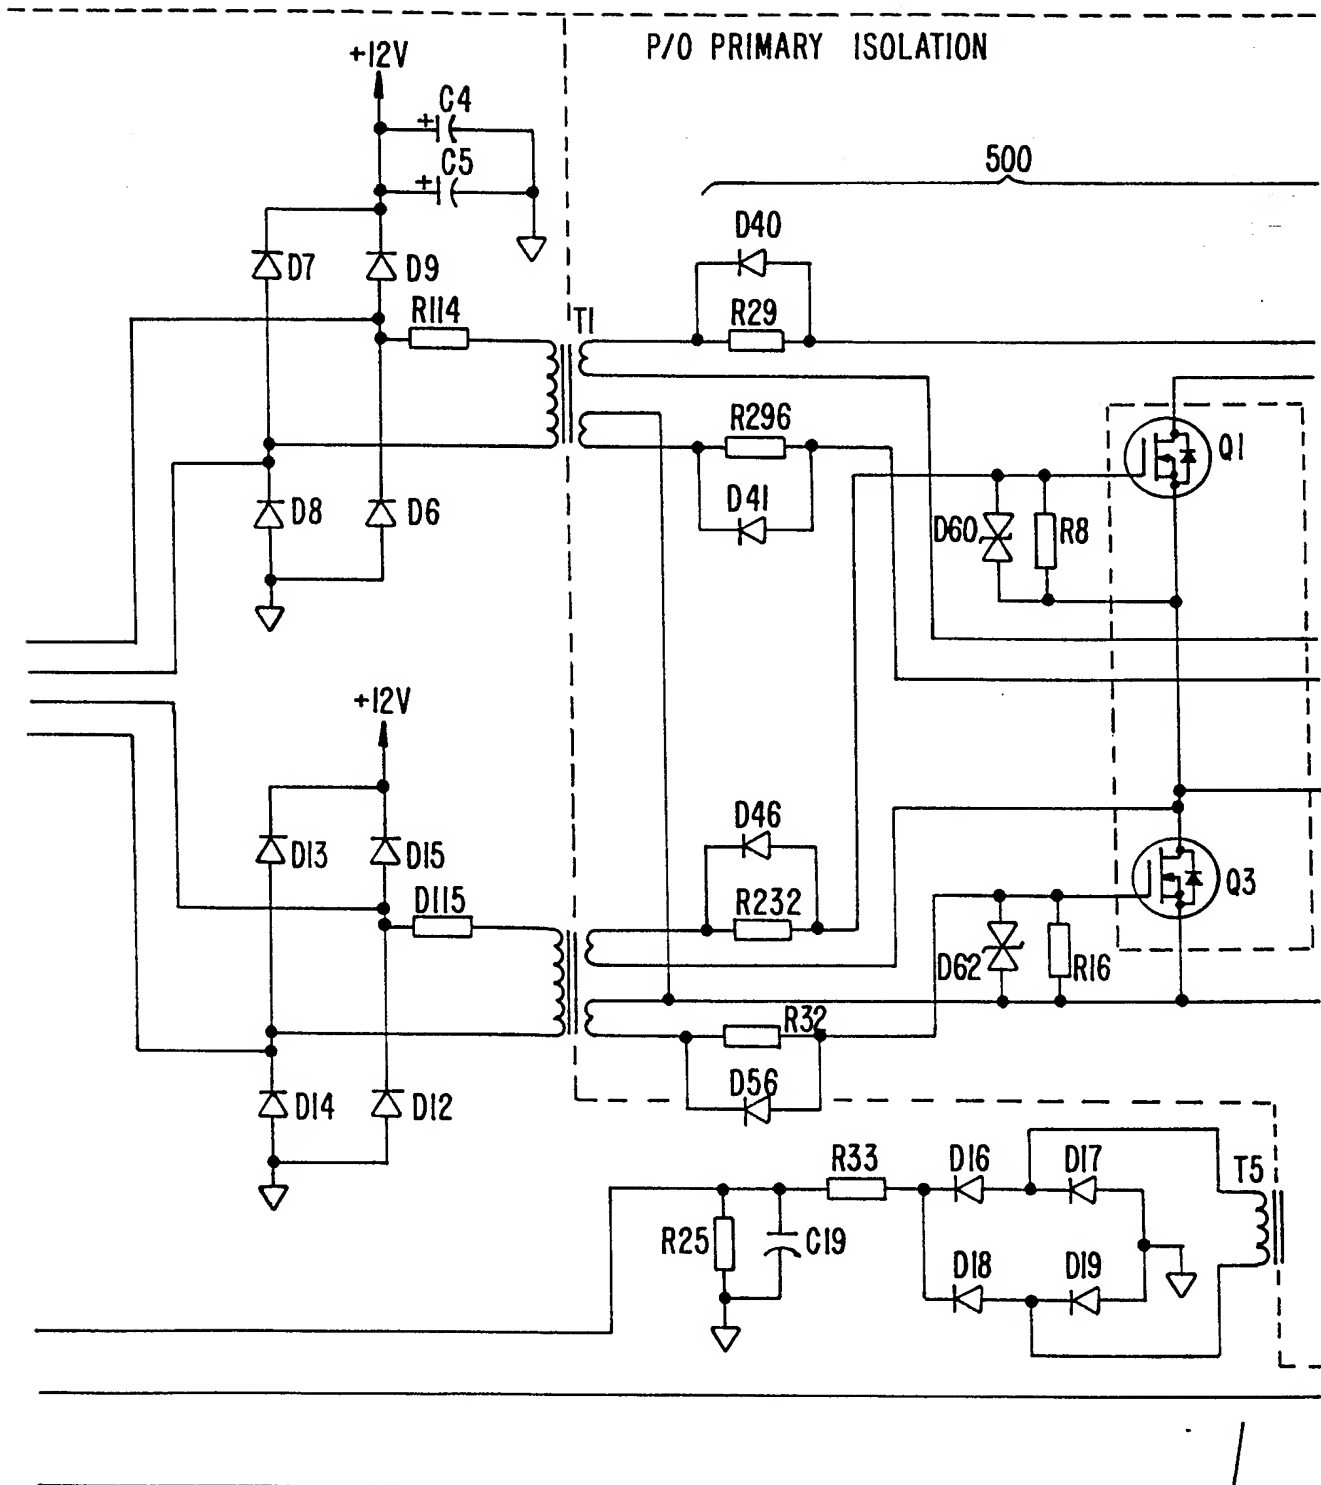 P/O PRIMARY ISOLATION
+12V
C4
+
C5
+
500
D40
D7
D9
R114
R29
T1
R296
Q1
D8
D6
D41
D60
R8
+12V
D46
D13
D15
D115
R232
Q3
D62
R16
R32
D56
D14
D12
R33
D16
D17
T5
R25
C19
D18
D19